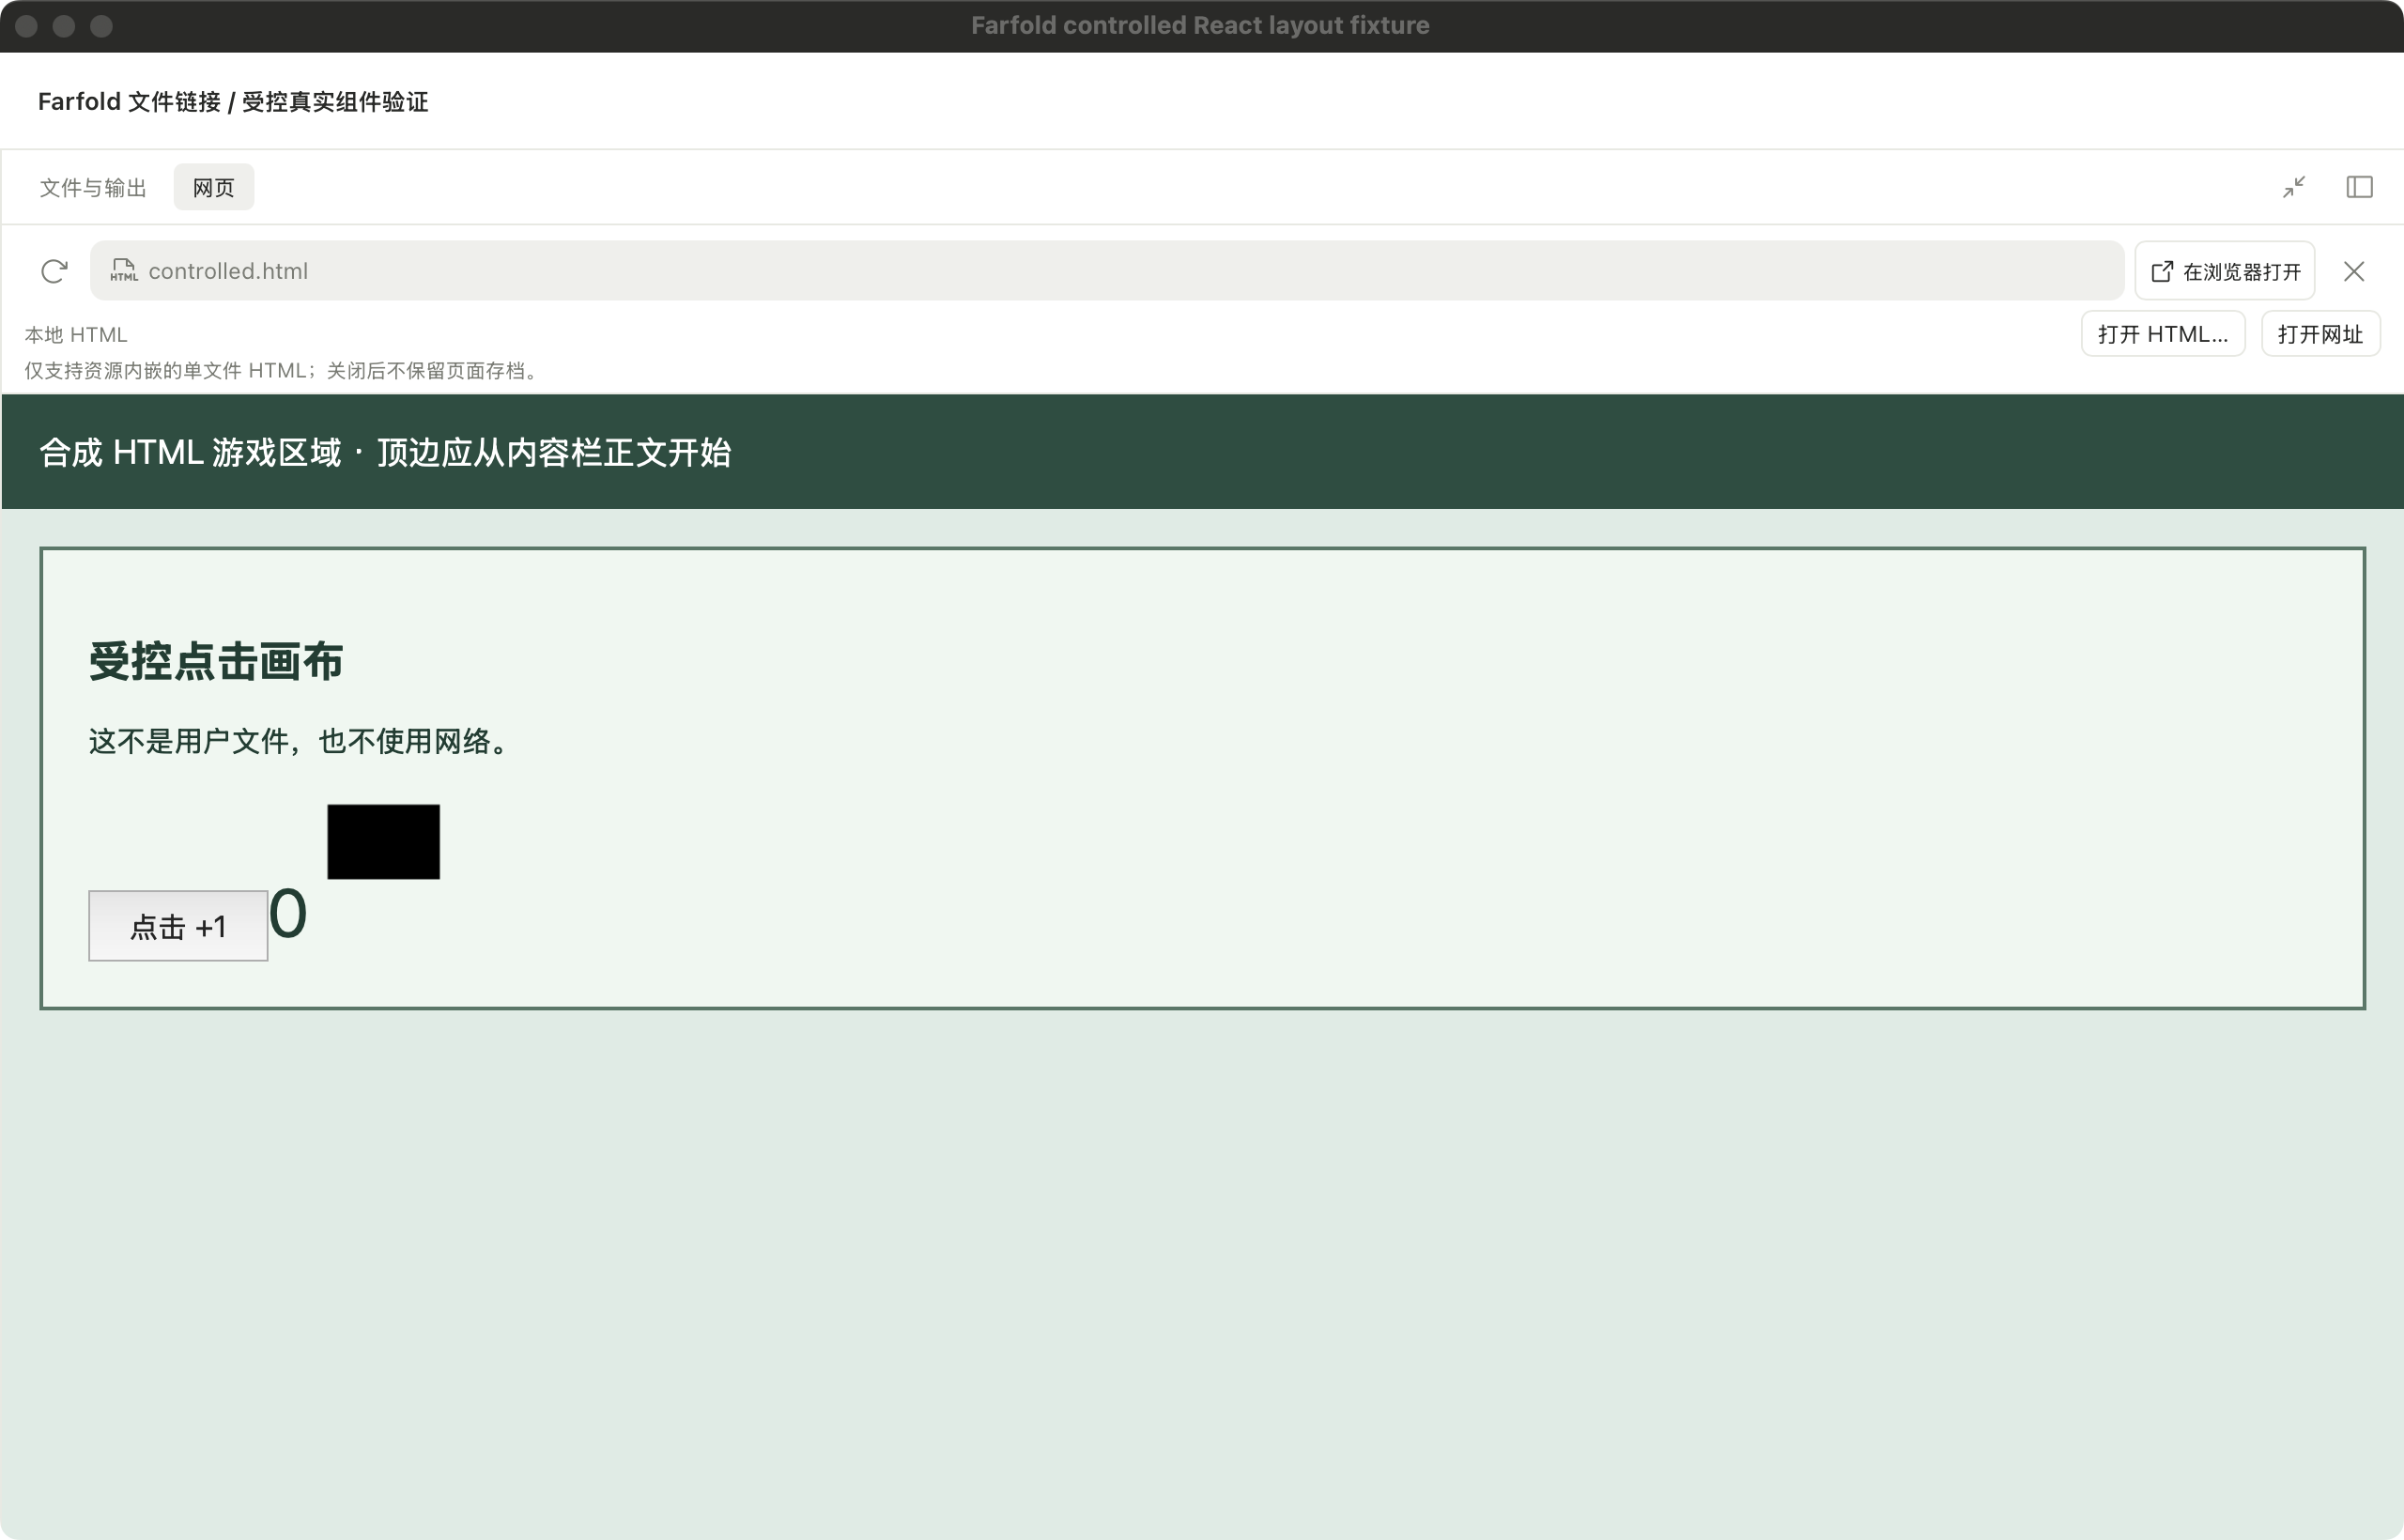 Farfold controlled React layout fixture
Farfold 文件链接 / 受控真实组件验证
文件与输出 网页
HTML controlled.html 在浏览器打开
本地 HTML 打开 HTML... 打开网址
仅支持资源内嵌的单文件 HTML；关闭后不保留页面存档。
合成 HTML 游戏区域 · 顶边应从内容栏正文开始
受控点击画布
这不是用户文件，也不使用网络。
点击 +1 0